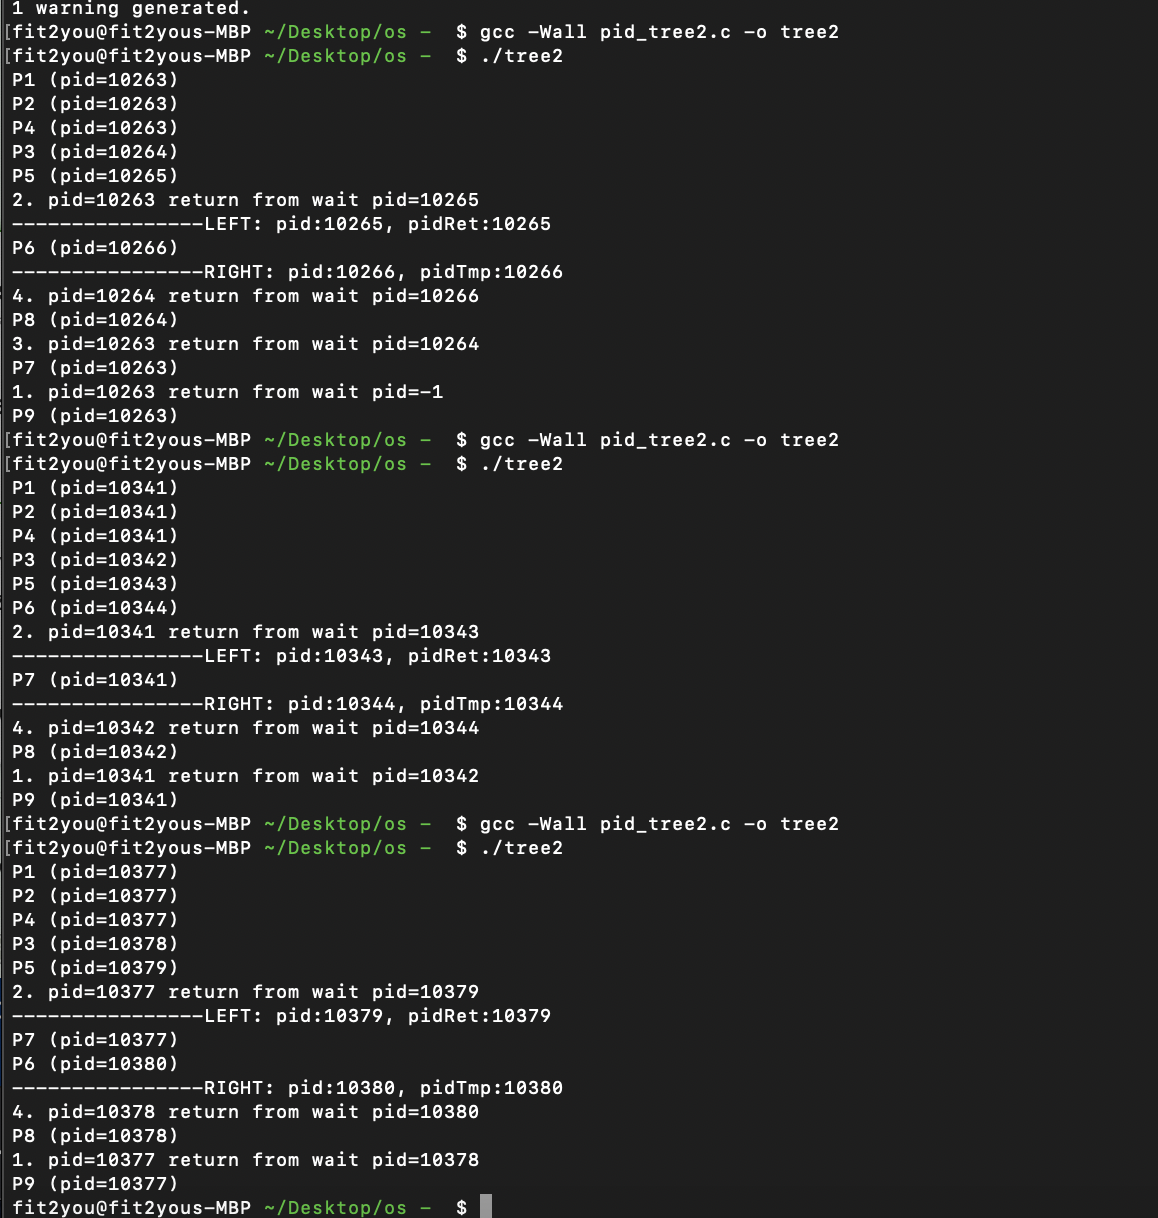 1 warning generated.
[fit2you@fit2yous-MBP ~/Desktop/os -  $ gcc -Wall pid_tree2.c -o tree2
[fit2you@fit2yous-MBP ~/Desktop/os -  $ ./tree2
P1 (pid=10263)
P2 (pid=10263)
P4 (pid=10263)
P3 (pid=10264)
P5 (pid=10265)
2. pid=10263 return from wait pid=10265
----------------LEFT: pid:10265, pidRet:10265
P6 (pid=10266)
----------------RIGHT: pid:10266, pidTmp:10266
4. pid=10264 return from wait pid=10266
P8 (pid=10264)
3. pid=10263 return from wait pid=10264
P7 (pid=10263)
1. pid=10263 return from wait pid=-1
P9 (pid=10263)
[fit2you@fit2yous-MBP ~/Desktop/os -  $ gcc -Wall pid_tree2.c -o tree2
[fit2you@fit2yous-MBP ~/Desktop/os -  $ ./tree2
P1 (pid=10341)
P2 (pid=10341)
P4 (pid=10341)
P3 (pid=10342)
P5 (pid=10343)
P6 (pid=10344)
2. pid=10341 return from wait pid=10343
----------------LEFT: pid:10343, pidRet:10343
P7 (pid=10341)
----------------RIGHT: pid:10344, pidTmp:10344
4. pid=10342 return from wait pid=10344
P8 (pid=10342)
1. pid=10341 return from wait pid=10342
P9 (pid=10341)
[fit2you@fit2yous-MBP ~/Desktop/os -  $ gcc -Wall pid_tree2.c -o tree2
[fit2you@fit2yous-MBP ~/Desktop/os -  $ ./tree2
P1 (pid=10377)
P2 (pid=10377)
P4 (pid=10377)
P3 (pid=10378)
P5 (pid=10379)
2. pid=10377 return from wait pid=10379
----------------LEFT: pid:10379, pidRet:10379
P7 (pid=10377)
P6 (pid=10380)
----------------RIGHT: pid:10380, pidTmp:10380
4. pid=10378 return from wait pid=10380
P8 (pid=10378)
1. pid=10377 return from wait pid=10378
P9 (pid=10377)
fit2you@fit2yous-MBP ~/Desktop/os -  $